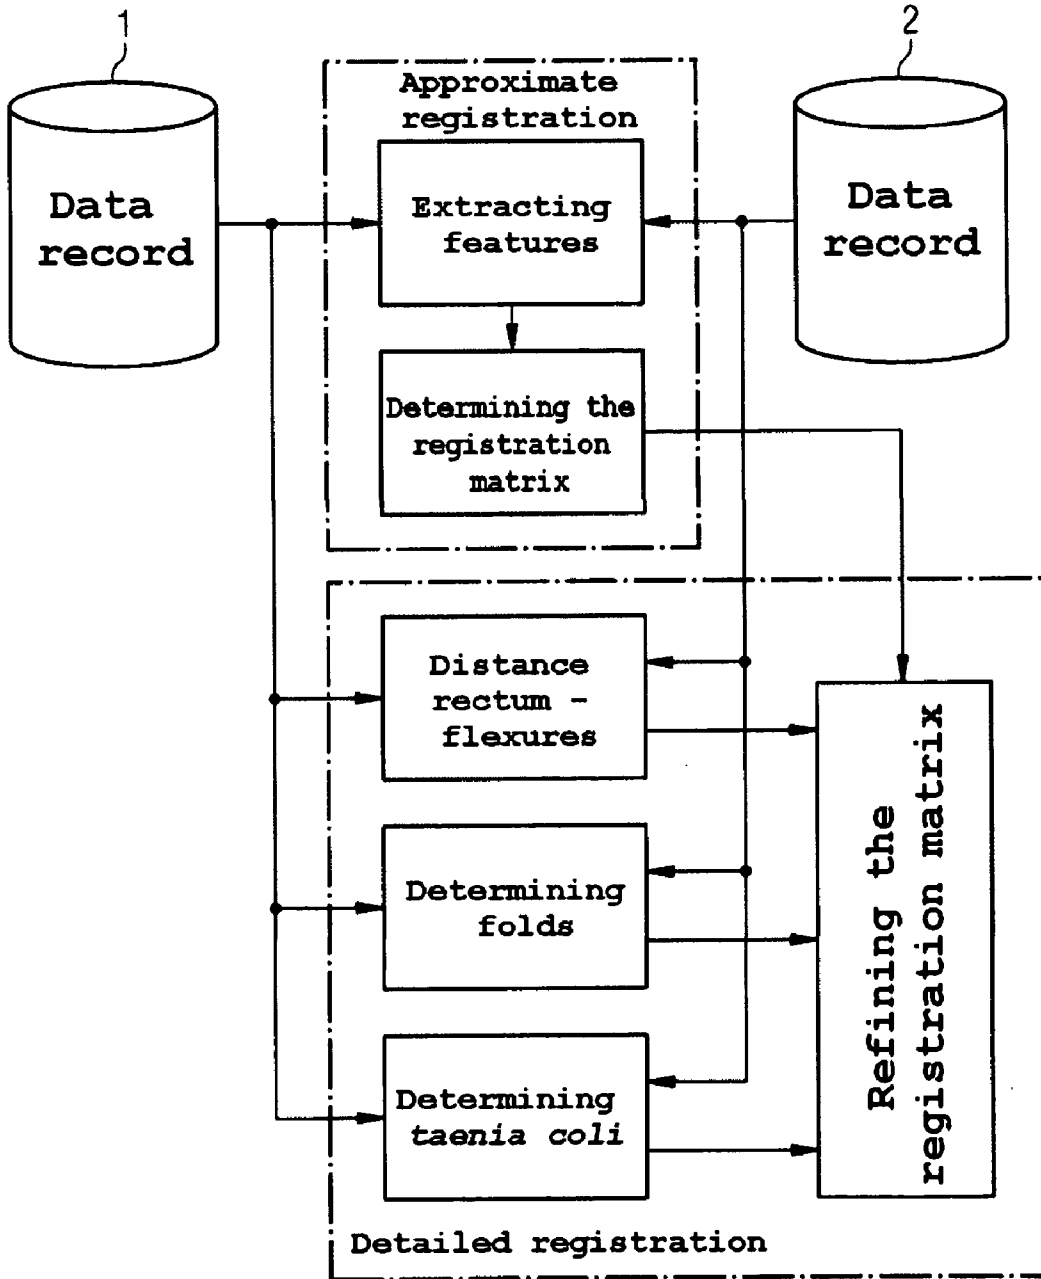 1
2
Approximate
registration
Data
record
Extracting
features
Data
record
Determining the
registration
matrix
Distance
rectum -
flexures
Determining
folds
Determining
taenia coli
Refining the
registration matrix
Detailed registration